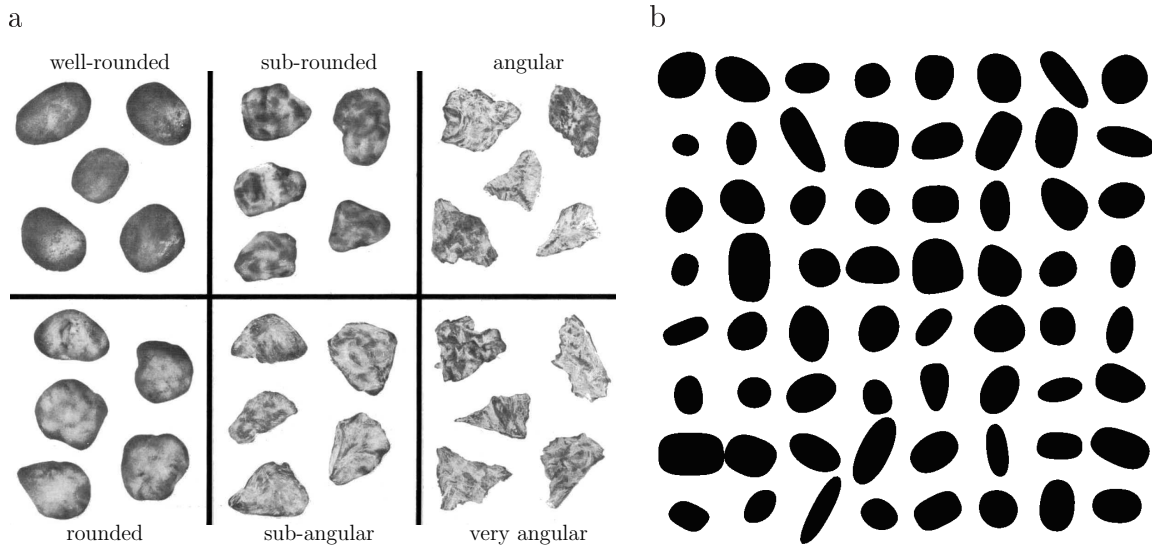 a
b
well-rounded
sub-rounded
angular
rounded
sub-angular
very angular